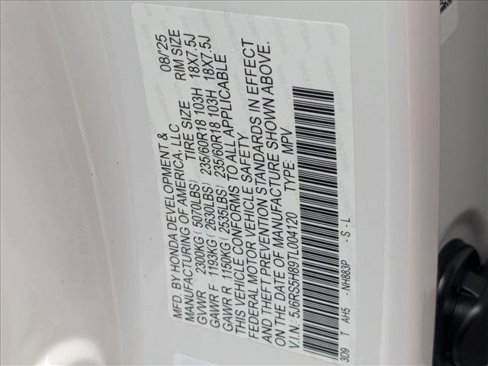 MFD. BY HONDA DEVELOPMENT & 08/'25
MANUFACTURING OF AMERICA, LLC
TIRE SIZE RIM SIZE
GVWR 2300KG( 5070LBS)
GAWR F 1193KG( 2630LBS) 235/60R18 103H 18X7.5J
GAWR R 1150KG( 2535LBS) 235/60R18 103H 18X7.5J
THIS VEHICLE CONFORMS TO ALL APPLICABLE
FEDERAL MOTOR VEHICLE SAFETY
AND THEFT PREVENTION STANDARDS IN EFFECT
ON THE DATE OF MANUFACTURE SHOWN ABOVE.
V.I.N. 5J6RS5H89TL004120 TYPE: MPV
309 T AH5 -NH883P -S-L